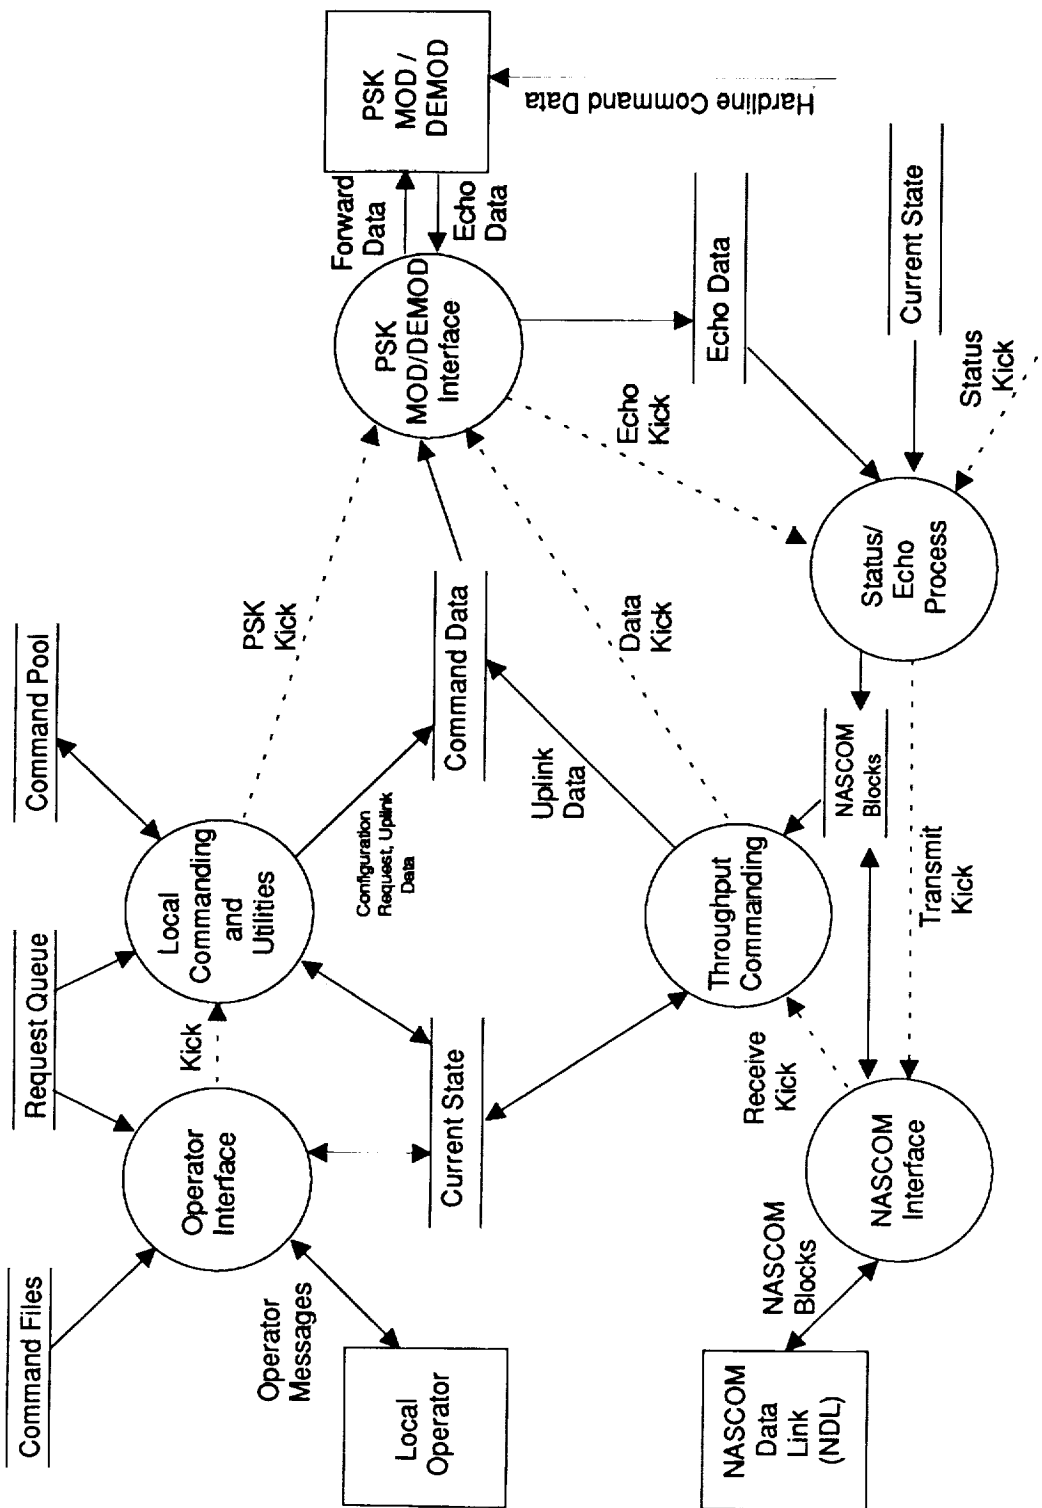 Command Files
Request Queue
Command Pool
Operator
Interface
Kick
Local
Commanding
and
Utilities
PSK
Kick
Operator
Messages
Local
Operator
Current State
Configuration
Request, Uplink
Data
Command Data
PSK
MOD/DEMOD
Interface
Forward
Data
Echo
Data
PSK
MOD /
DEMOD
Hardline Command Data
Uplink
Data
Data
Kick
Echo
Kick
Echo Data
NASCOM
Data
Link
(NDL)
NASCOM
Blocks
NASCOM
Interface
Receive
Kick
Throughput
Commanding
NASCOM
Blocks
Transmit
Kick
Status/
Echo
Process
Current State
Status
Kick